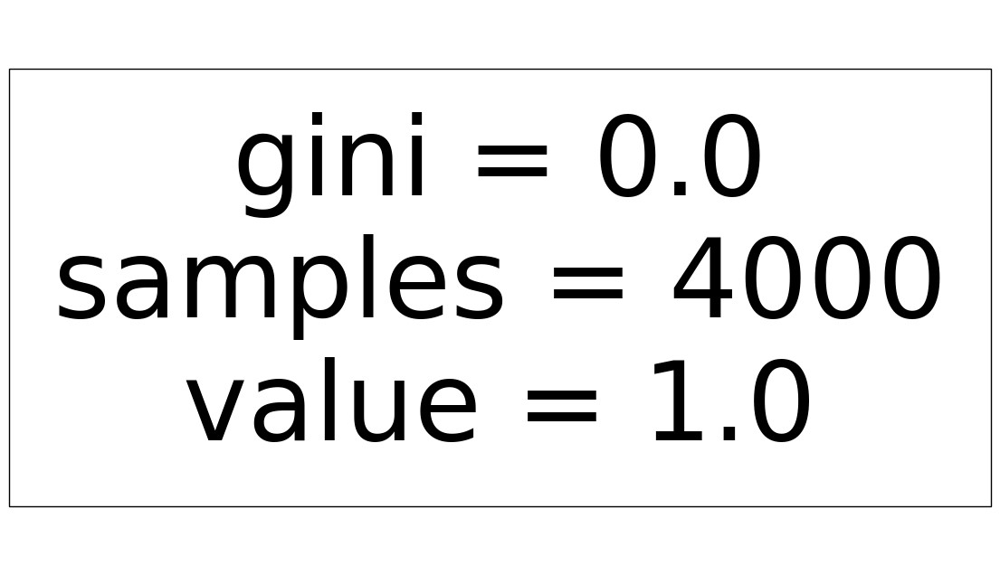 gini = 0.0
samples = 4000
value = 1.0